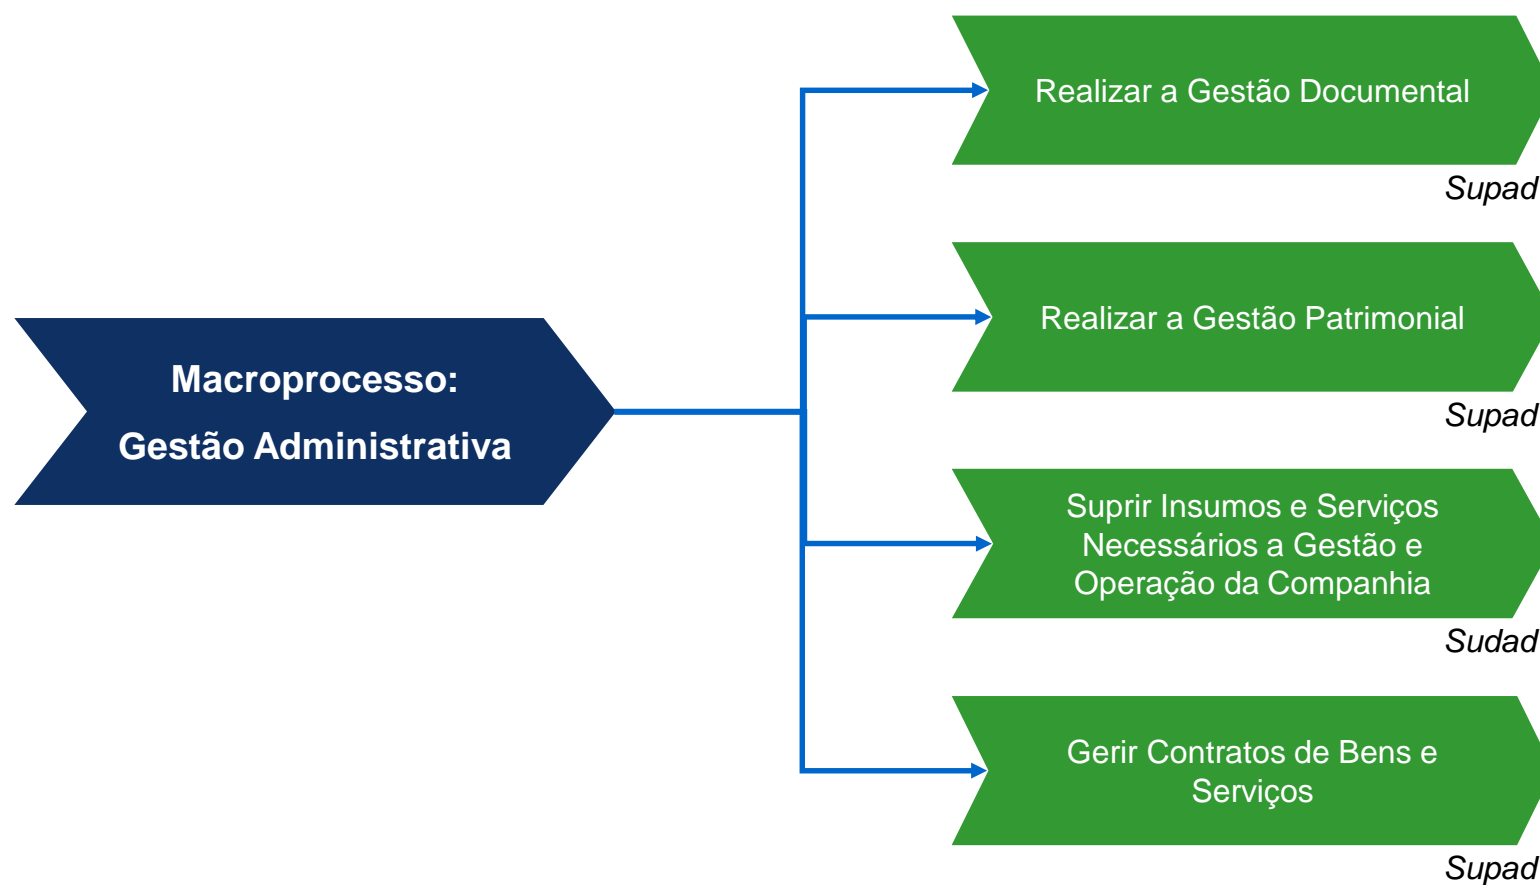 Realizar a Gestão Documental
Supad
Realizar a Gestão Patrimonial
Supad
Macroprocesso:
Gestão Administrativa
Suprir Insumos e Serviços
Necessários a Gestão e
Operação da Companhia
Sudad
Gerir Contratos de Bens e
Serviços
Supad